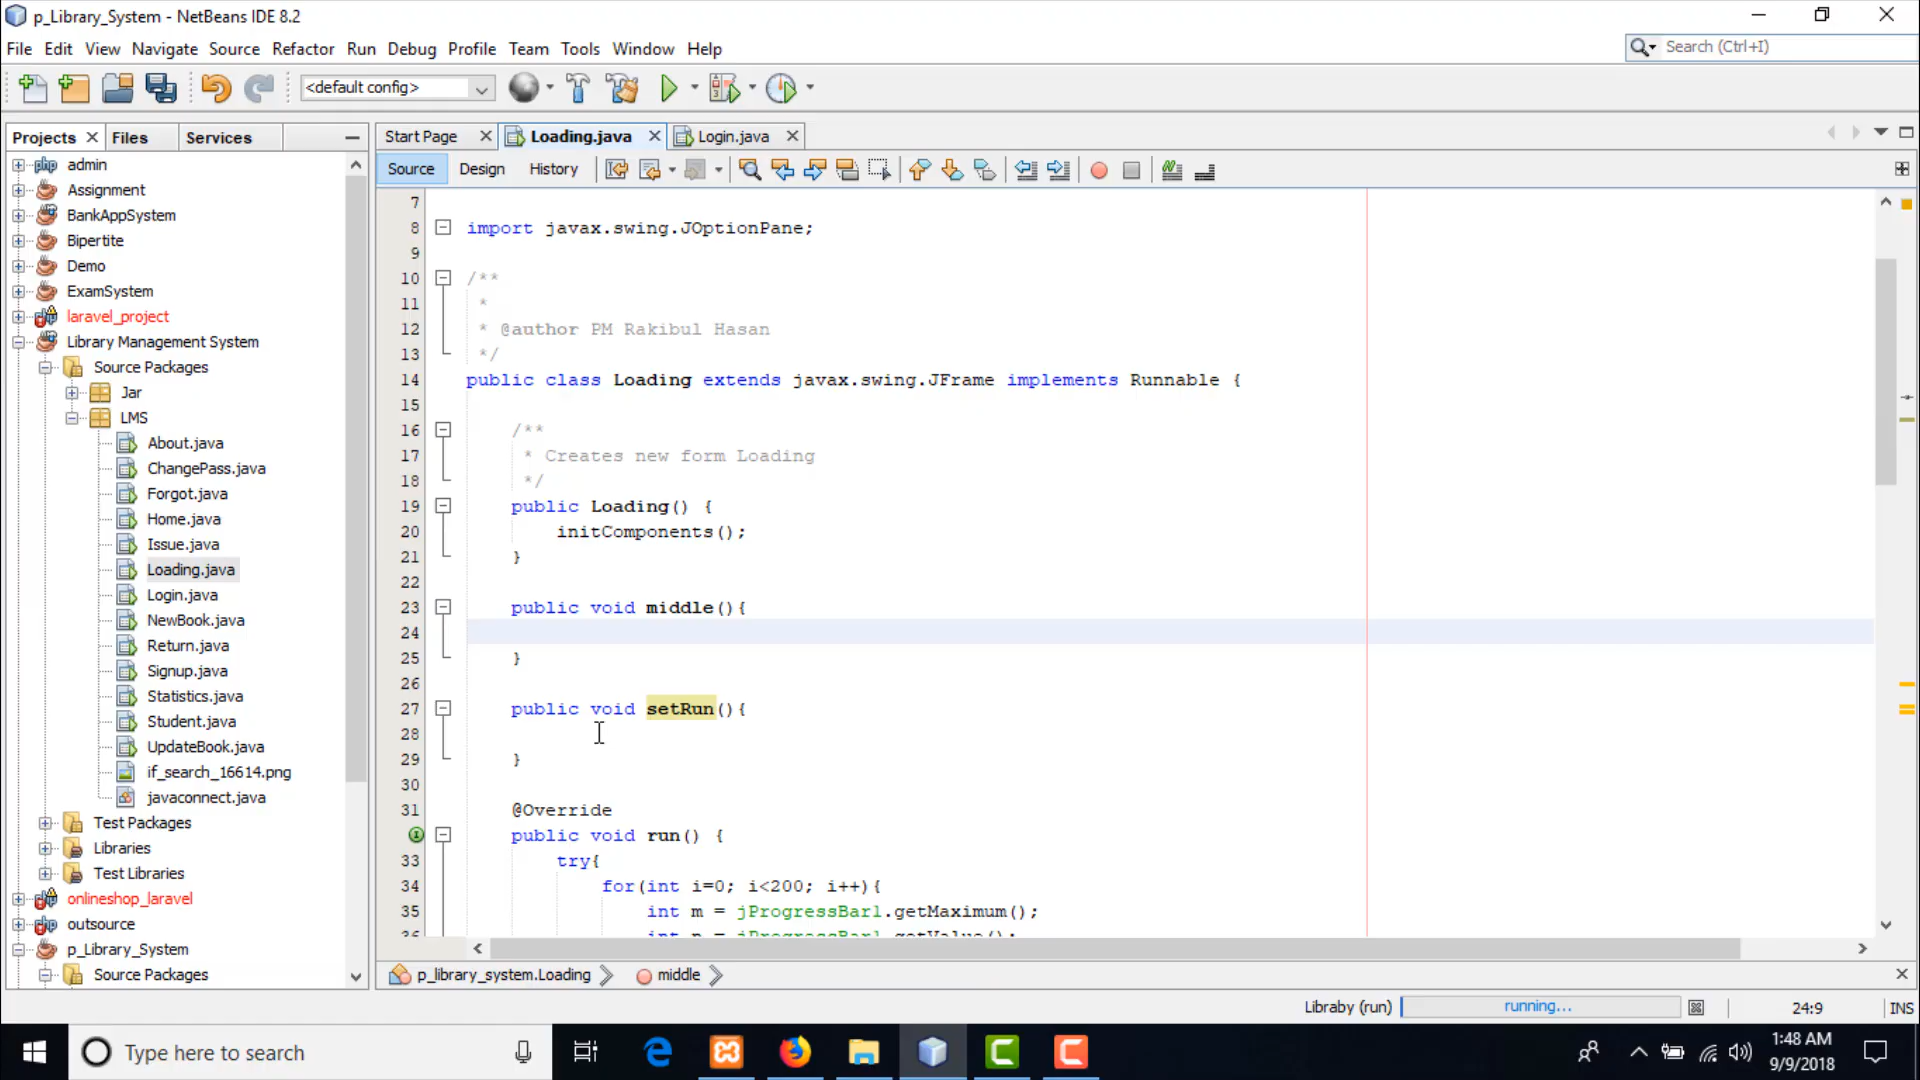 p_Library_System - NetBeans IDE 8.2
File Edit View Navigate Source Refactor Run Debug Profile Team Tools Window Help
Search (Ctrl+I)
<default config>
Projects Files Services
Start Page Loading.java Login.java
Source Design History
php admin
Assignment
BankAppSystem
Bipertite
Demo
ExamSystem
laravel_project
Library Management System
Source Packages
Jar
LMS
About.java
ChangePass.java
Forgot.java
Home.java
Issue.java
Loading.java
Login.java
NewBook.java
Return.java
Signup.java
Statistics.java
Student.java
UpdateBook.java
if_search_16614.png
javaconnect.java
Test Packages
Libraries
Test Libraries
onlineshop_laravel
php outsource
p_Library_System
Source Packages
7
8 import javax.swing.JOptionPane;
9
10 /**
11 *
12 * @author PM Rakibul Hasan
13 */
14 public class Loading extends javax.swing.JFrame implements Runnable {
15
16 /**
17 * Creates new form Loading
18 */
19 public Loading() {
20 initComponents();
21 }
22
23 public void middle(){
24
25 }
26
27 public void setRun(){
28
29 }
30
31 @Override
public void run() {
33 try{
34 for(int i=0; i<200; i++){
35 int m = jProgressBar1.getMaximum();
36 int n = jProgressBar1.getValue();
p_library_system.Loading middle
Libraby (run) running... 24:9 INS
Type here to search
1:48 AM
9/9/2018